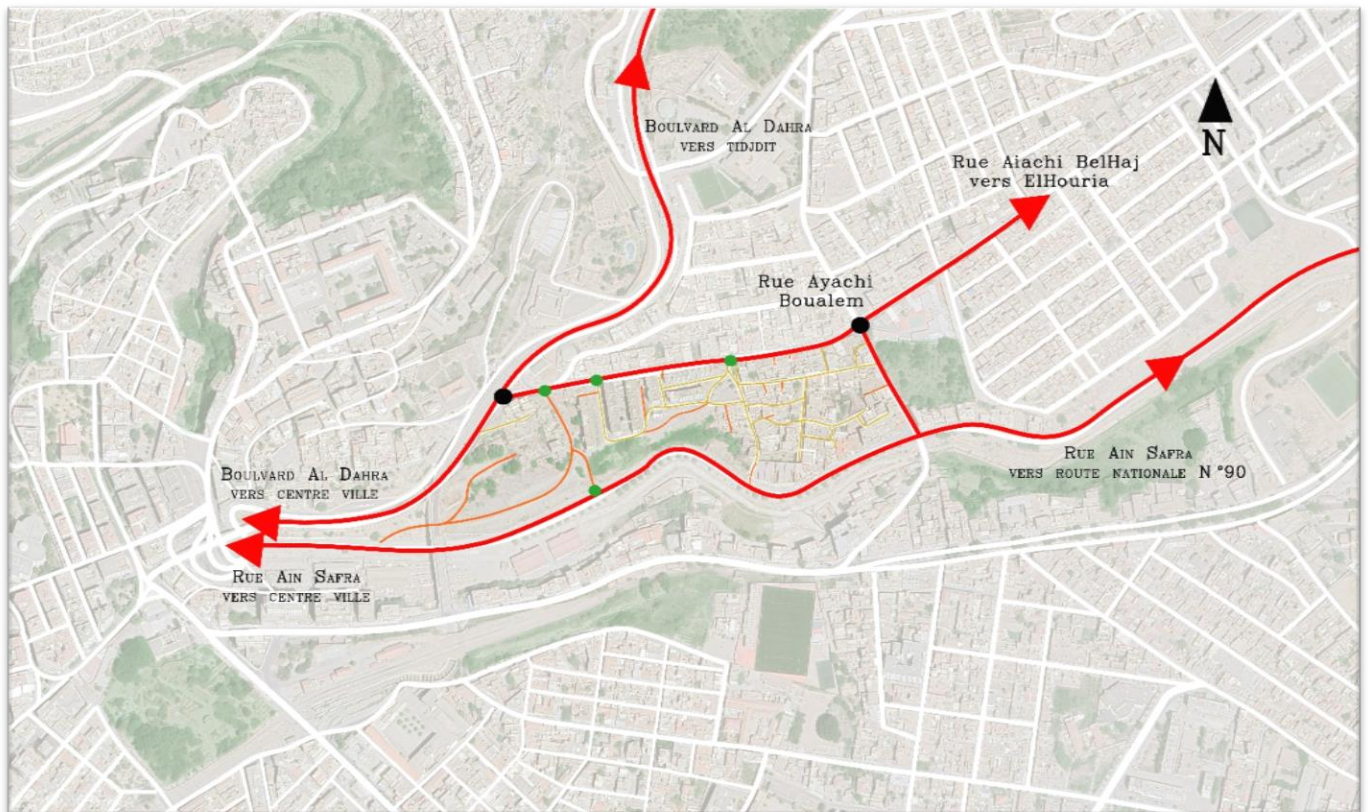 Boulvard Al Dahra
vers Tidjdit
N
Rue Aiachi BelHaj
vers ElHouria
Rue Ayachi
Boualem
Rue Ain Safra
vers route nationale N °90
Boulvard Al Dahra
vers centre ville
Rue Ain Safra
vers centre ville